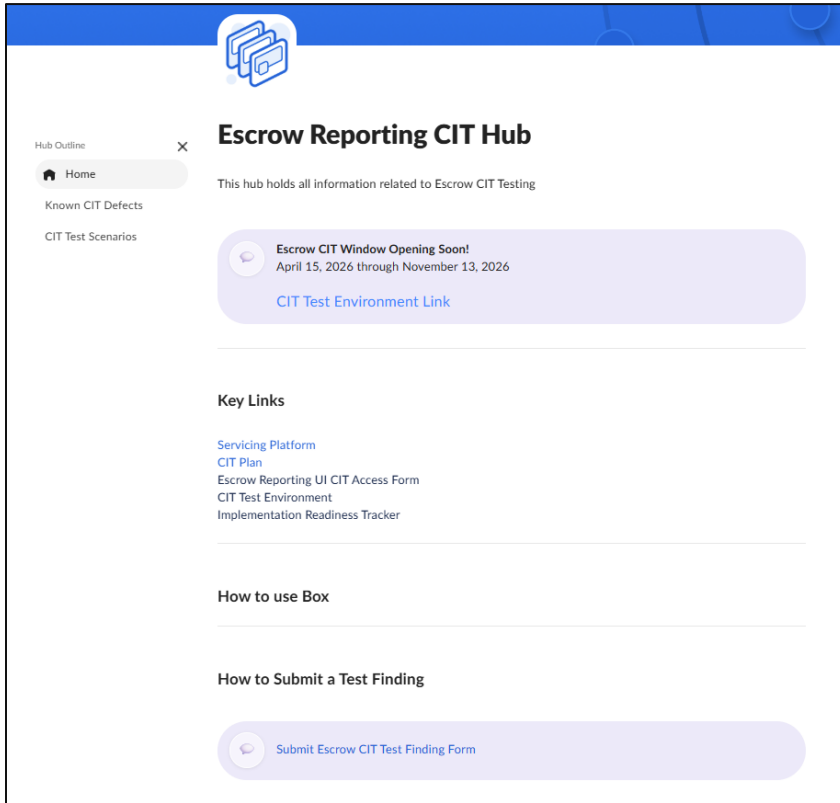 Hub Outline
Home
Known CIT Defects
CIT Test Scenarios
Escrow Reporting CIT Hub
This hub holds all information related to Escrow CIT Testing
Escrow CIT Window Opening Soon!
April 15, 2026 through November 13, 2026
CIT Test Environment Link
Key Links
Servicing Platform
CIT Plan
Escrow Reporting UI CIT Access Form
CIT Test Environment
Implementation Readiness Tracker
How to use Box
How to Submit a Test Finding
Submit Escrow CIT Test Finding Form